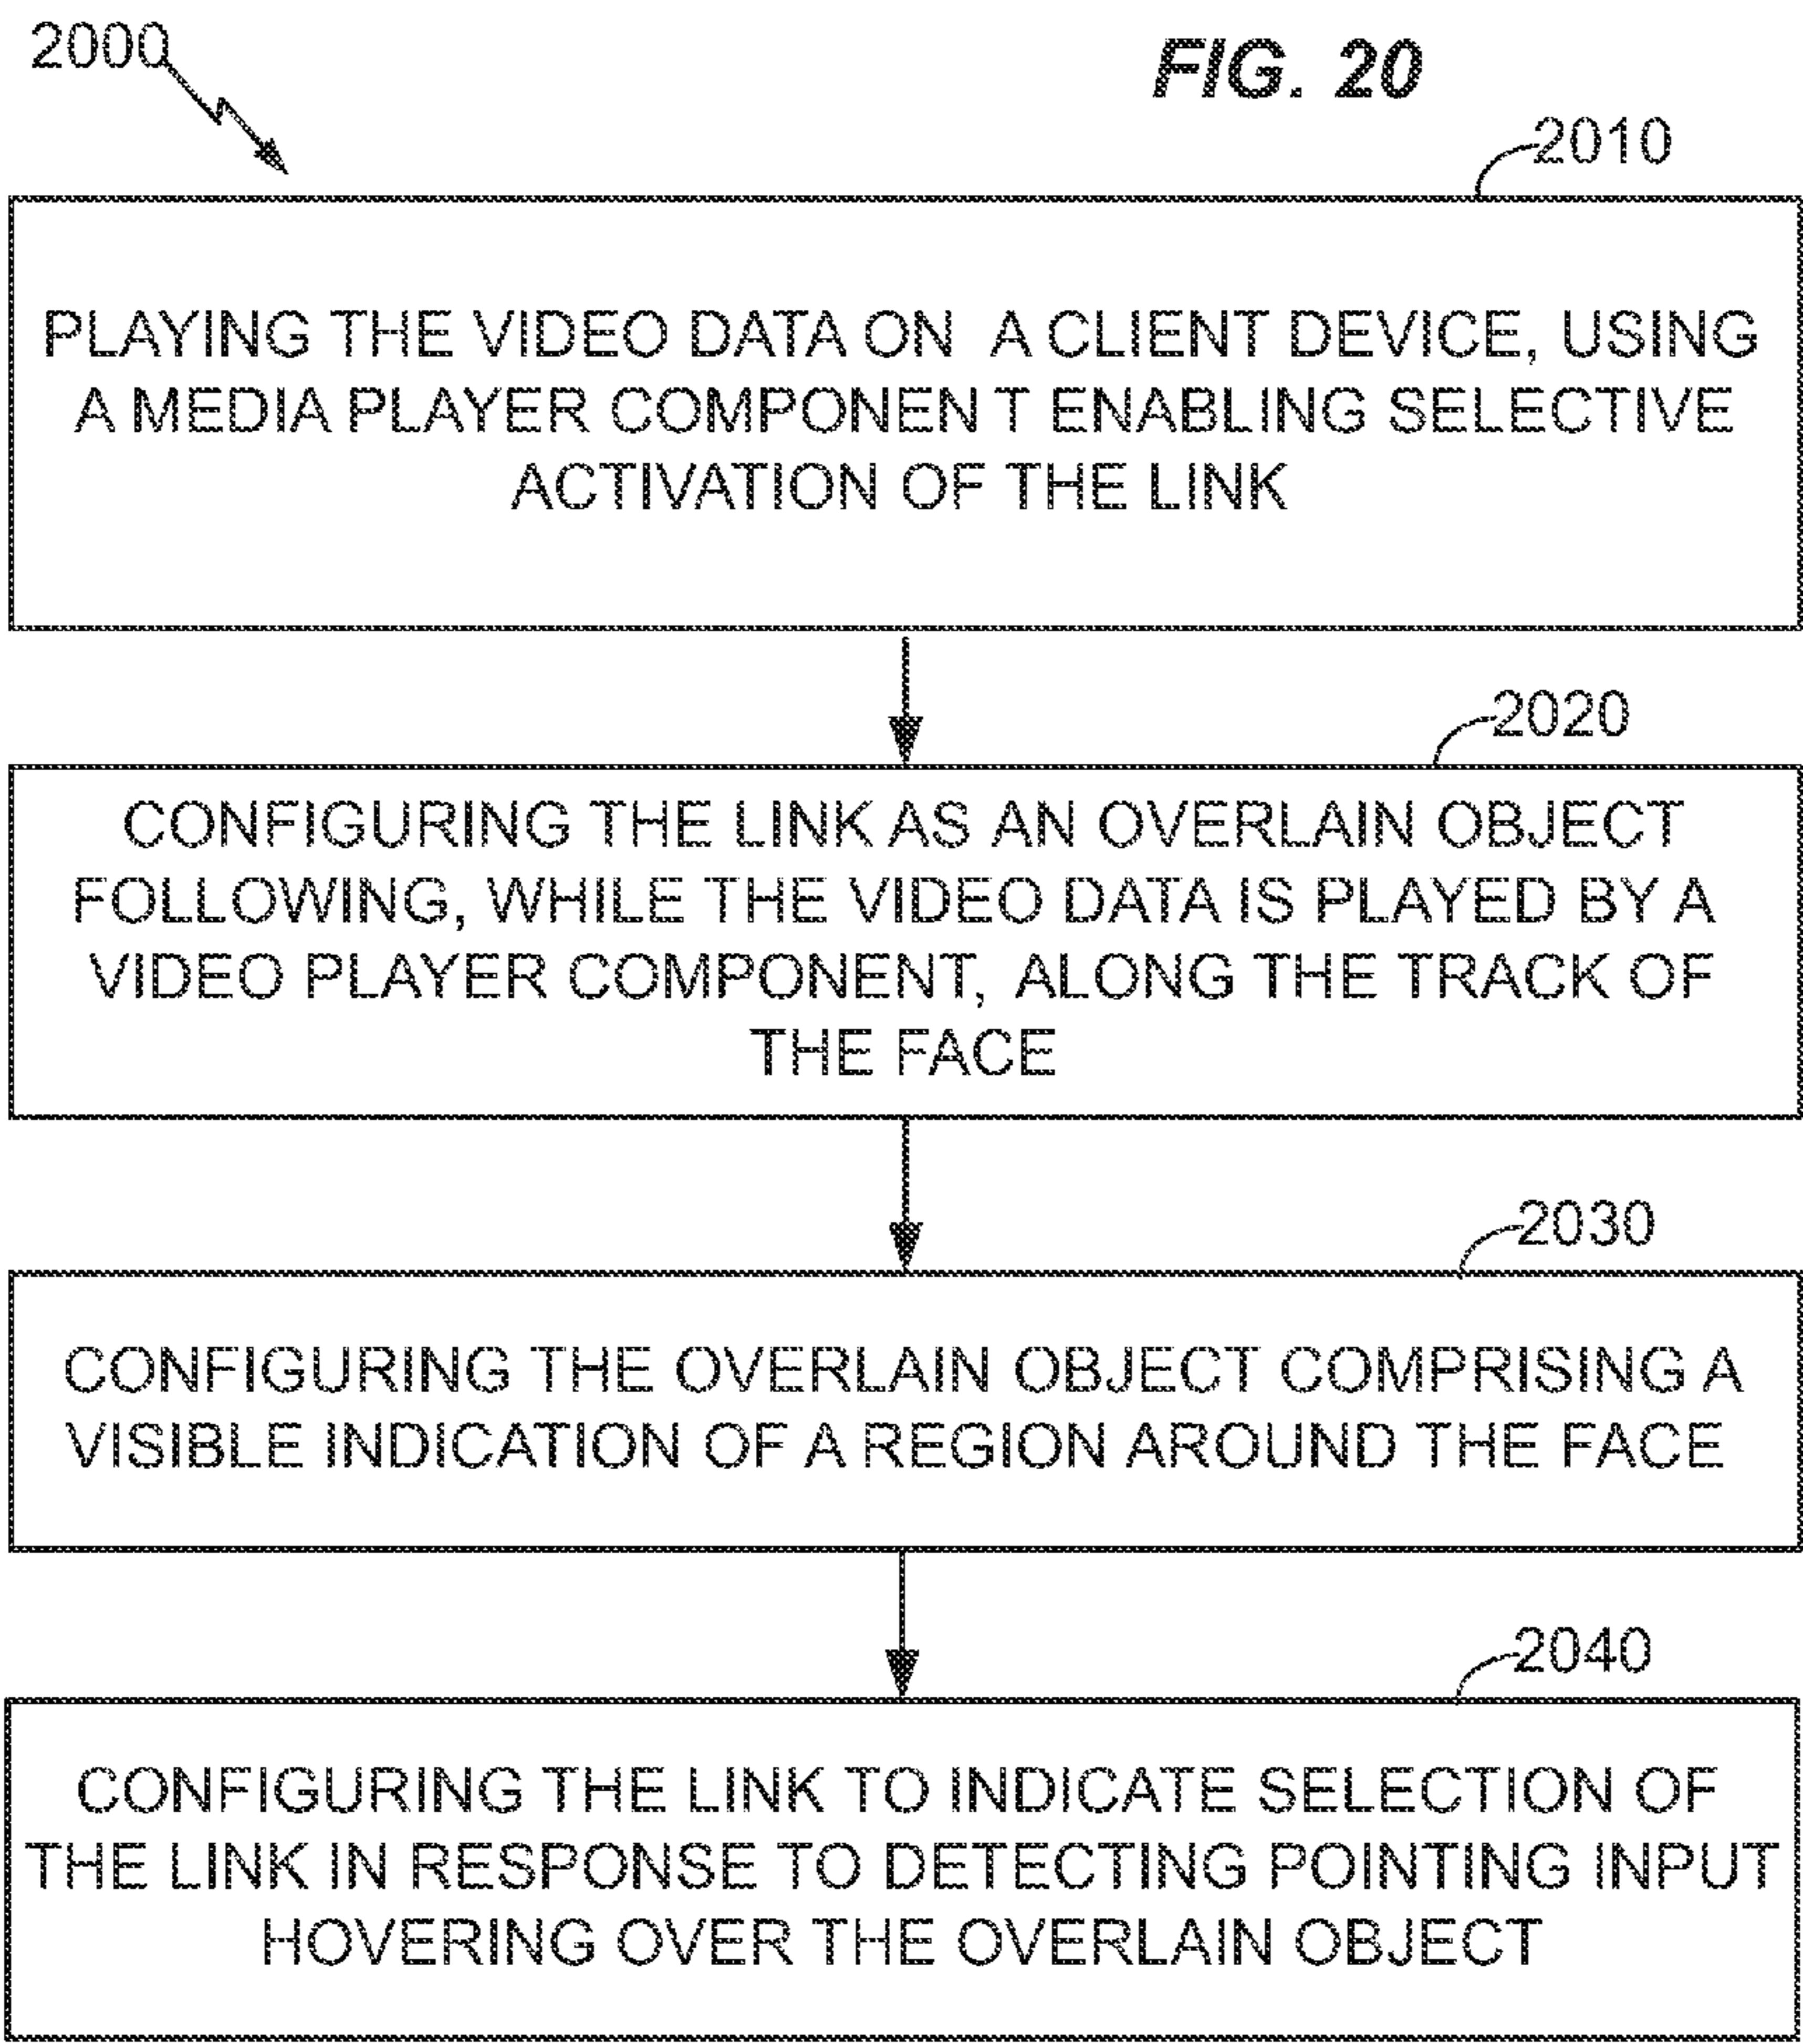 2000
FIG. 20
2010
PLAYING THE VIDEO DATA ON A CLIENT DEVICE, USING
A MEDIA PLAYER COMPONEN T ENABLING SELECTIVE
ACTIVATION OF THE LINK
2020
CONFIGURING THE LINK AS AN OVERLAIN OBJECT
FOLLOWING, WHILE THE VIDEO DATA IS PLAYED BY A
VIDEO PLAYER COMPONENT, ALONG THE TRACK OF
THE FACE
2030
CONFIGURING THE OVERLAIN OBJECT COMPRISING A
VISIBLE INDICATION OF A REGION AROUND THE FACE
2040
CONFIGURING THE LINK TO INDICATE SELECTION OF
THE LINK IN RESPONSE TO DETECTING POINTING INPUT
HOVERING OVER THE OVERLAIN OBJECT